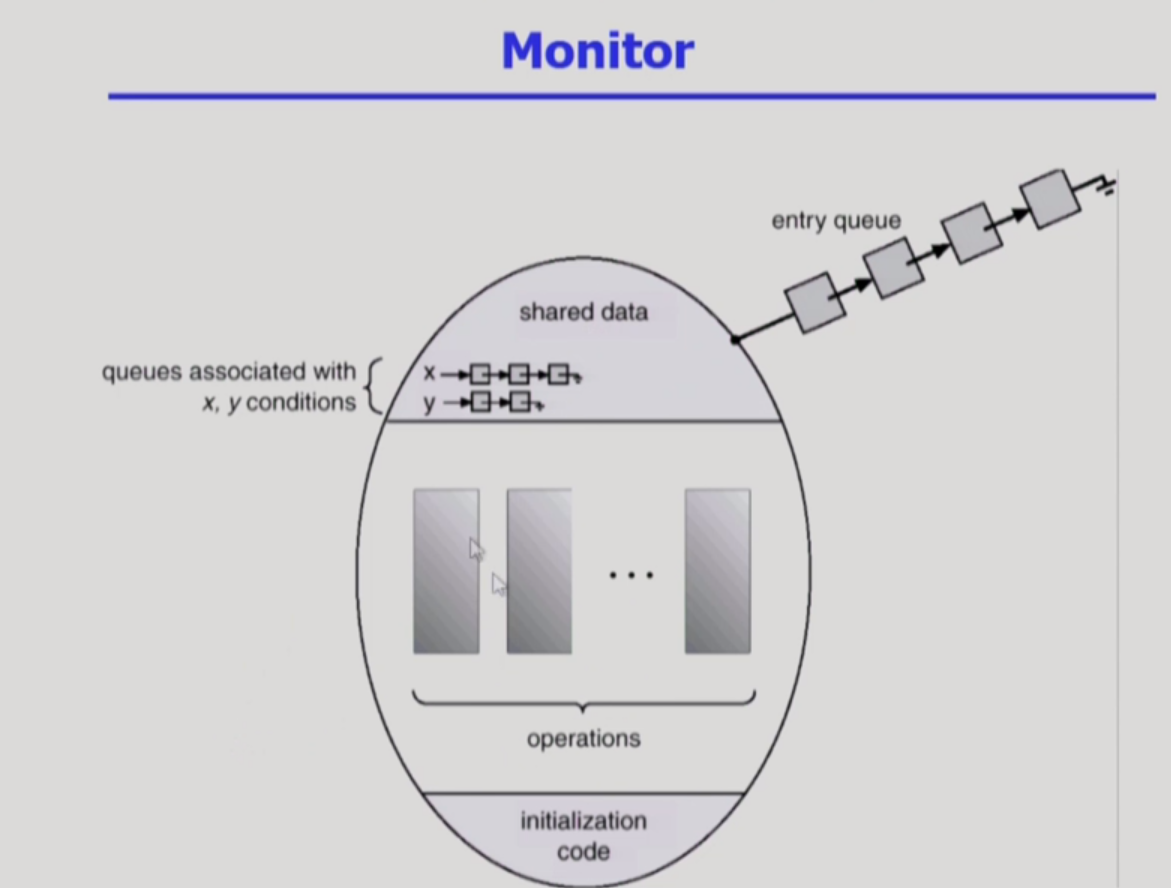 Monitor
entry queue
shared data
queues associated with
x, y conditions
x
y
. . .
operations
initialization
code